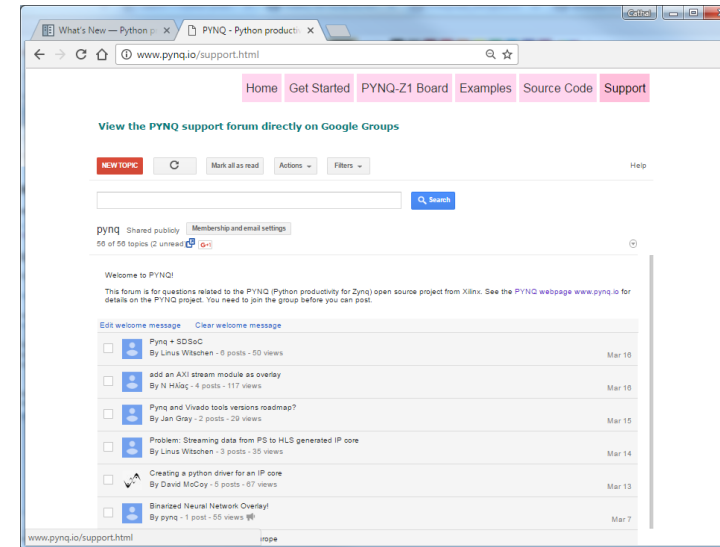 Cathal
What's New — Python p
PYNQ - Python producti
www.pynq.io/support.html
Home Get Started PYNQ-Z1 Board Examples Source Code Support
View the PYNQ support forum directly on Google Groups
NEW TOPIC Mark all as read Actions Filters Help
Search
pynq Shared publicly Membership and email settings
56 of 56 topics (2 unread) G+1
Welcome to PYNQ!
This forum is for questions related to the PYNQ (Python productivity for Zynq) open source project from Xilinx. See the PYNQ webpage www.pynq.io for
details on the PYNQ project. You need to join the group before you can post.
Edit welcome message Clear welcome message
Pynq + SDSoC
By Linus Witschen - 6 posts - 50 views Mar 16
add an AXI stream module as overlay
By N Ηλίας - 4 posts - 117 views Mar 16
Pynq and Vivado tools versions roadmap?
By Jan Gray - 2 posts - 29 views Mar 15
Problem: Streaming data from PS to HLS generated IP core
By Linus Witschen - 3 posts - 35 views Mar 14
Creating a python driver for an IP core
By David McCoy - 5 posts - 67 views Mar 13
Binarized Neural Network Overlay!
By pynq - 1 post - 55 views Mar 7
www.pynq.io/support.html